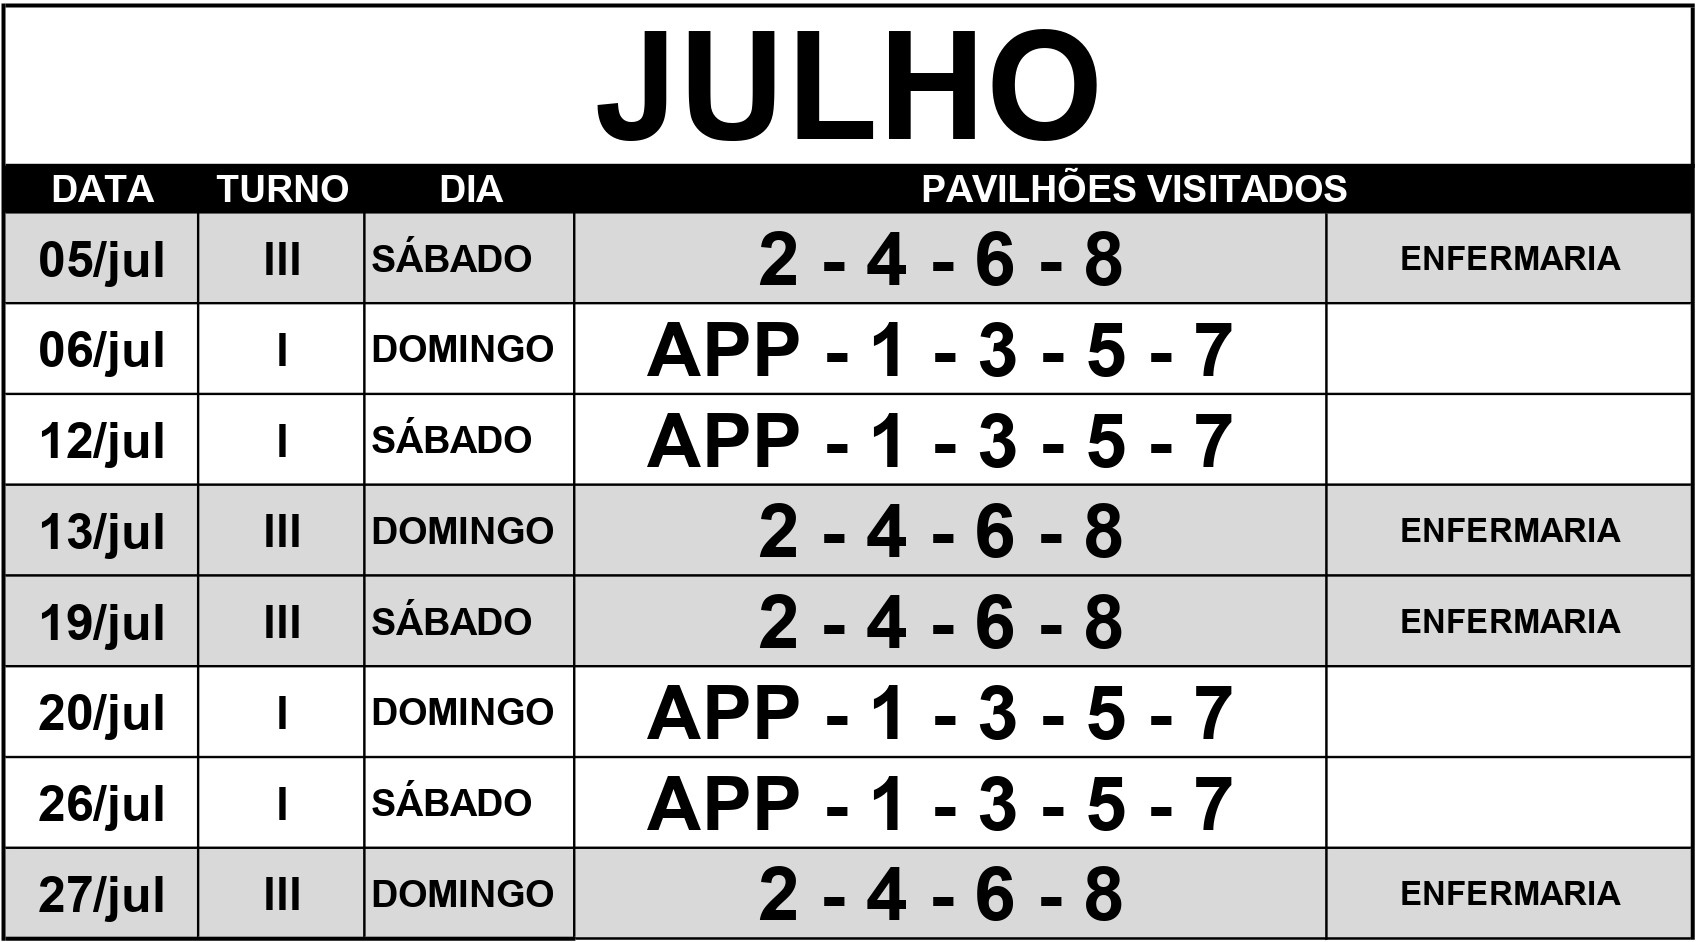 JULHO
DATA TURNO DIA PAVILHÕES VISITADOS
05/jul III SÁBADO 2 - 4 - 6 - 8 ENFERMARIA
06/jul I DOMINGO APP - 1 - 3 - 5 - 7
12/jul I SÁBADO APP - 1 - 3 - 5 - 7
13/jul III DOMINGO 2 - 4 - 6 - 8 ENFERMARIA
19/jul III SÁBADO 2 - 4 - 6 - 8 ENFERMARIA
20/jul I DOMINGO APP - 1 - 3 - 5 - 7
26/jul I SÁBADO APP - 1 - 3 - 5 - 7
27/jul III DOMINGO 2 - 4 - 6 - 8 ENFERMARIA